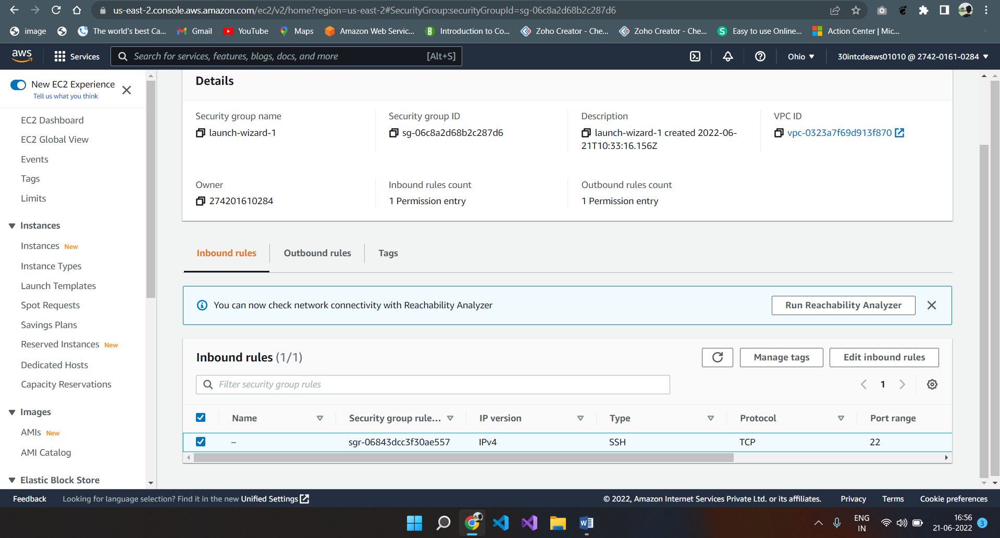 us-east-2.console.aws.amazon.com/ec2/v2/home?region=us-east-2#SecurityGroup:securityGroupId=sg-06c8a2d68b2c287d6
image
The world's best Ca...
Gmail
YouTube
Maps
Amazon Web Servic...
Introduction to Co...
Zoho Creator - Che...
Zoho Creator - Che...
Easy to use Online...
Action Center | Mic...
aws
Services
Search for services, features, blogs, docs, and more [Alt+S]
Ohio
30intcdeaws01010 @ 2742-0161-0284
New EC2 Experience
Tell us what you think
EC2 Dashboard
EC2 Global View
Events
Tags
Limits
Instances
Instances New
Instance Types
Launch Templates
Spot Requests
Savings Plans
Reserved Instances New
Dedicated Hosts
Capacity Reservations
Images
AMIs New
AMI Catalog
Elastic Block Store
Details
Security group name
launch-wizard-1
Security group ID
sg-06c8a2d68b2c287d6
Description
launch-wizard-1 created 2022-06-
21T10:33:16.156Z
VPC ID
vpc-0323a7f69d913f870
Owner
274201610284
Inbound rules count
1 Permission entry
Outbound rules count
1 Permission entry
Inbound rules
Outbound rules
Tags
You can now check network connectivity with Reachability Analyzer
Run Reachability Analyzer
Inbound rules (1/1)
Manage tags
Edit inbound rules
Filter security group rules
1
Name Security group rule... IP version Type Protocol Port range
– sgr-06843dcc3f30ae557 IPv4 SSH TCP 22
Feedback
Looking for language selection? Find it in the new Unified Settings
© 2022, Amazon Internet Services Private Ltd. or its affiliates.
Privacy
Terms
Cookie preferences
ENG
IN
16:56
21-06-2022
3